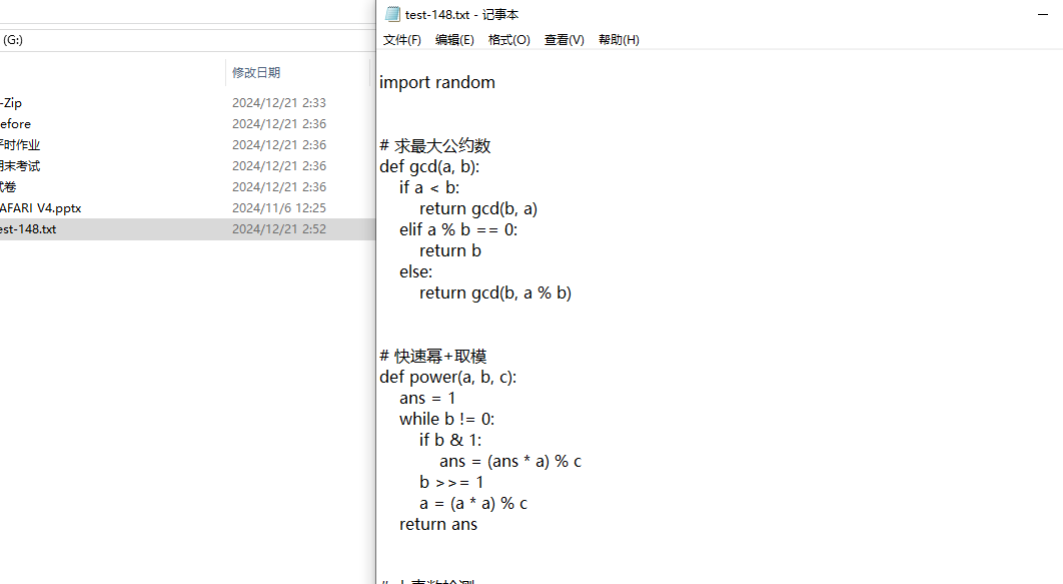 (G:)
修改日期
-Zip 2024/12/21 2:33
efore 2024/12/21 2:36
平时作业 2024/12/21 2:36
期末考试 2024/12/21 2:36
试卷 2024/12/21 2:36
AFARI V4.pptx 2024/11/6 12:25
est-148.txt 2024/12/21 2:52
test-148.txt - 记事本
文件(F) 编辑(E) 格式(O) 查看(V) 帮助(H)
import random
# 求最大公约数
def gcd(a, b):
if a < b:
return gcd(b, a)
elif a % b == 0:
return b
else:
return gcd(b, a % b)
# 快速幂+取模
def power(a, b, c):
ans = 1
while b != 0:
if b & 1:
ans = (ans * a) % c
b >>= 1
a = (a * a) % c
return ans